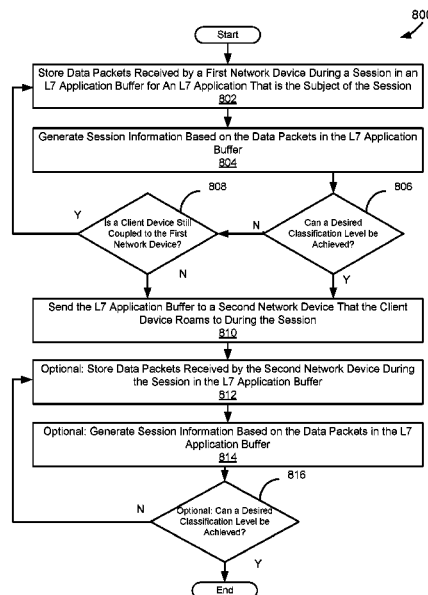 800
Start
Store Data Packets Received by a First Network Device During a Session in an
L7 Application Buffer for An L7 Application That is the Subject of the Session
802
Generate Session Information Based on the Data Packets in the L7 Application
Buffer
804
808
806
Y
Is a Client Device Still
Coupled to the First
Network Device?
N
Can a Desired
Classification Level be
Achieved?
N
Y
Send the L7 Application Buffer to a Second Network Device That the Client
Device Roams to During the Session
810
Optional: Store Data Packets Received by the Second Network Device During
the Session in the L7 Application Buffer
812
Optional: Generate Session Information Based on the Data Packets in the L7
Application Buffer
814
816
N
Optional: Can a Desired
Classification Level be
Achieved?
Y
End